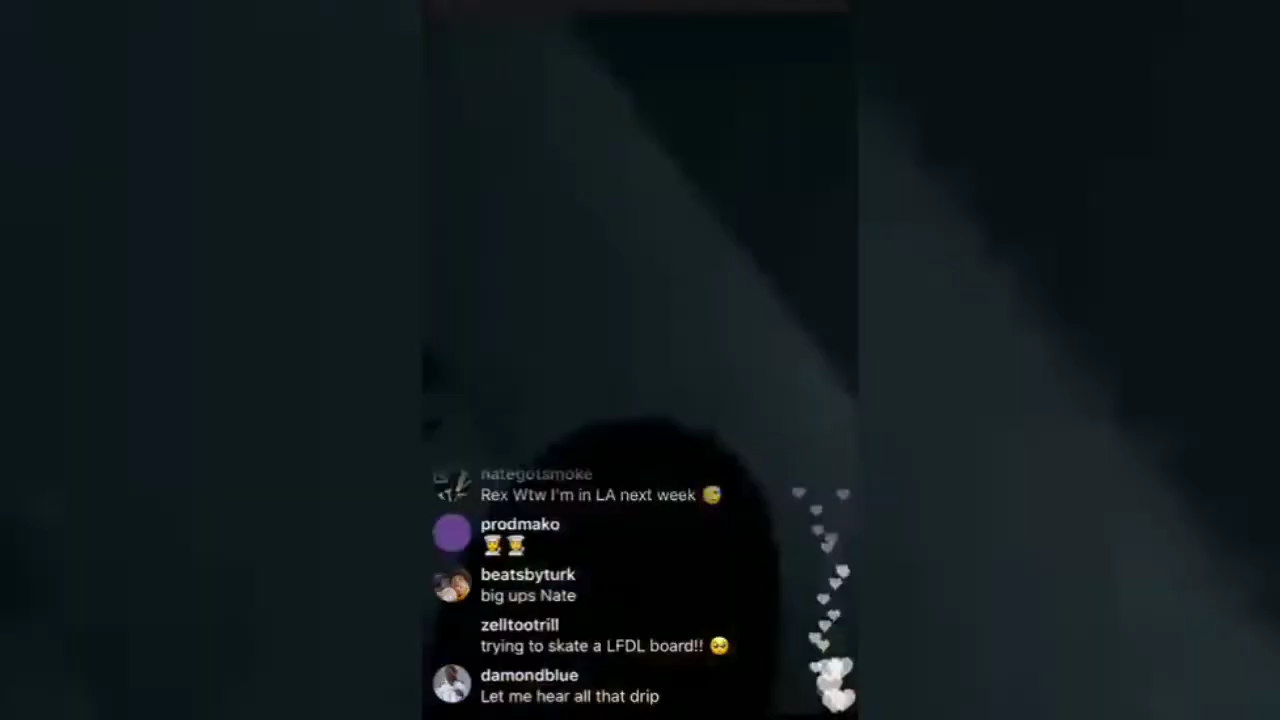 nategotsmoke
Rex Wtw I'm in LA next week
prodmako
beatsbyturk
big ups Nate
zelltootrill
trying to skate a LFDL board!!
damondblue
Let me hear all that drip